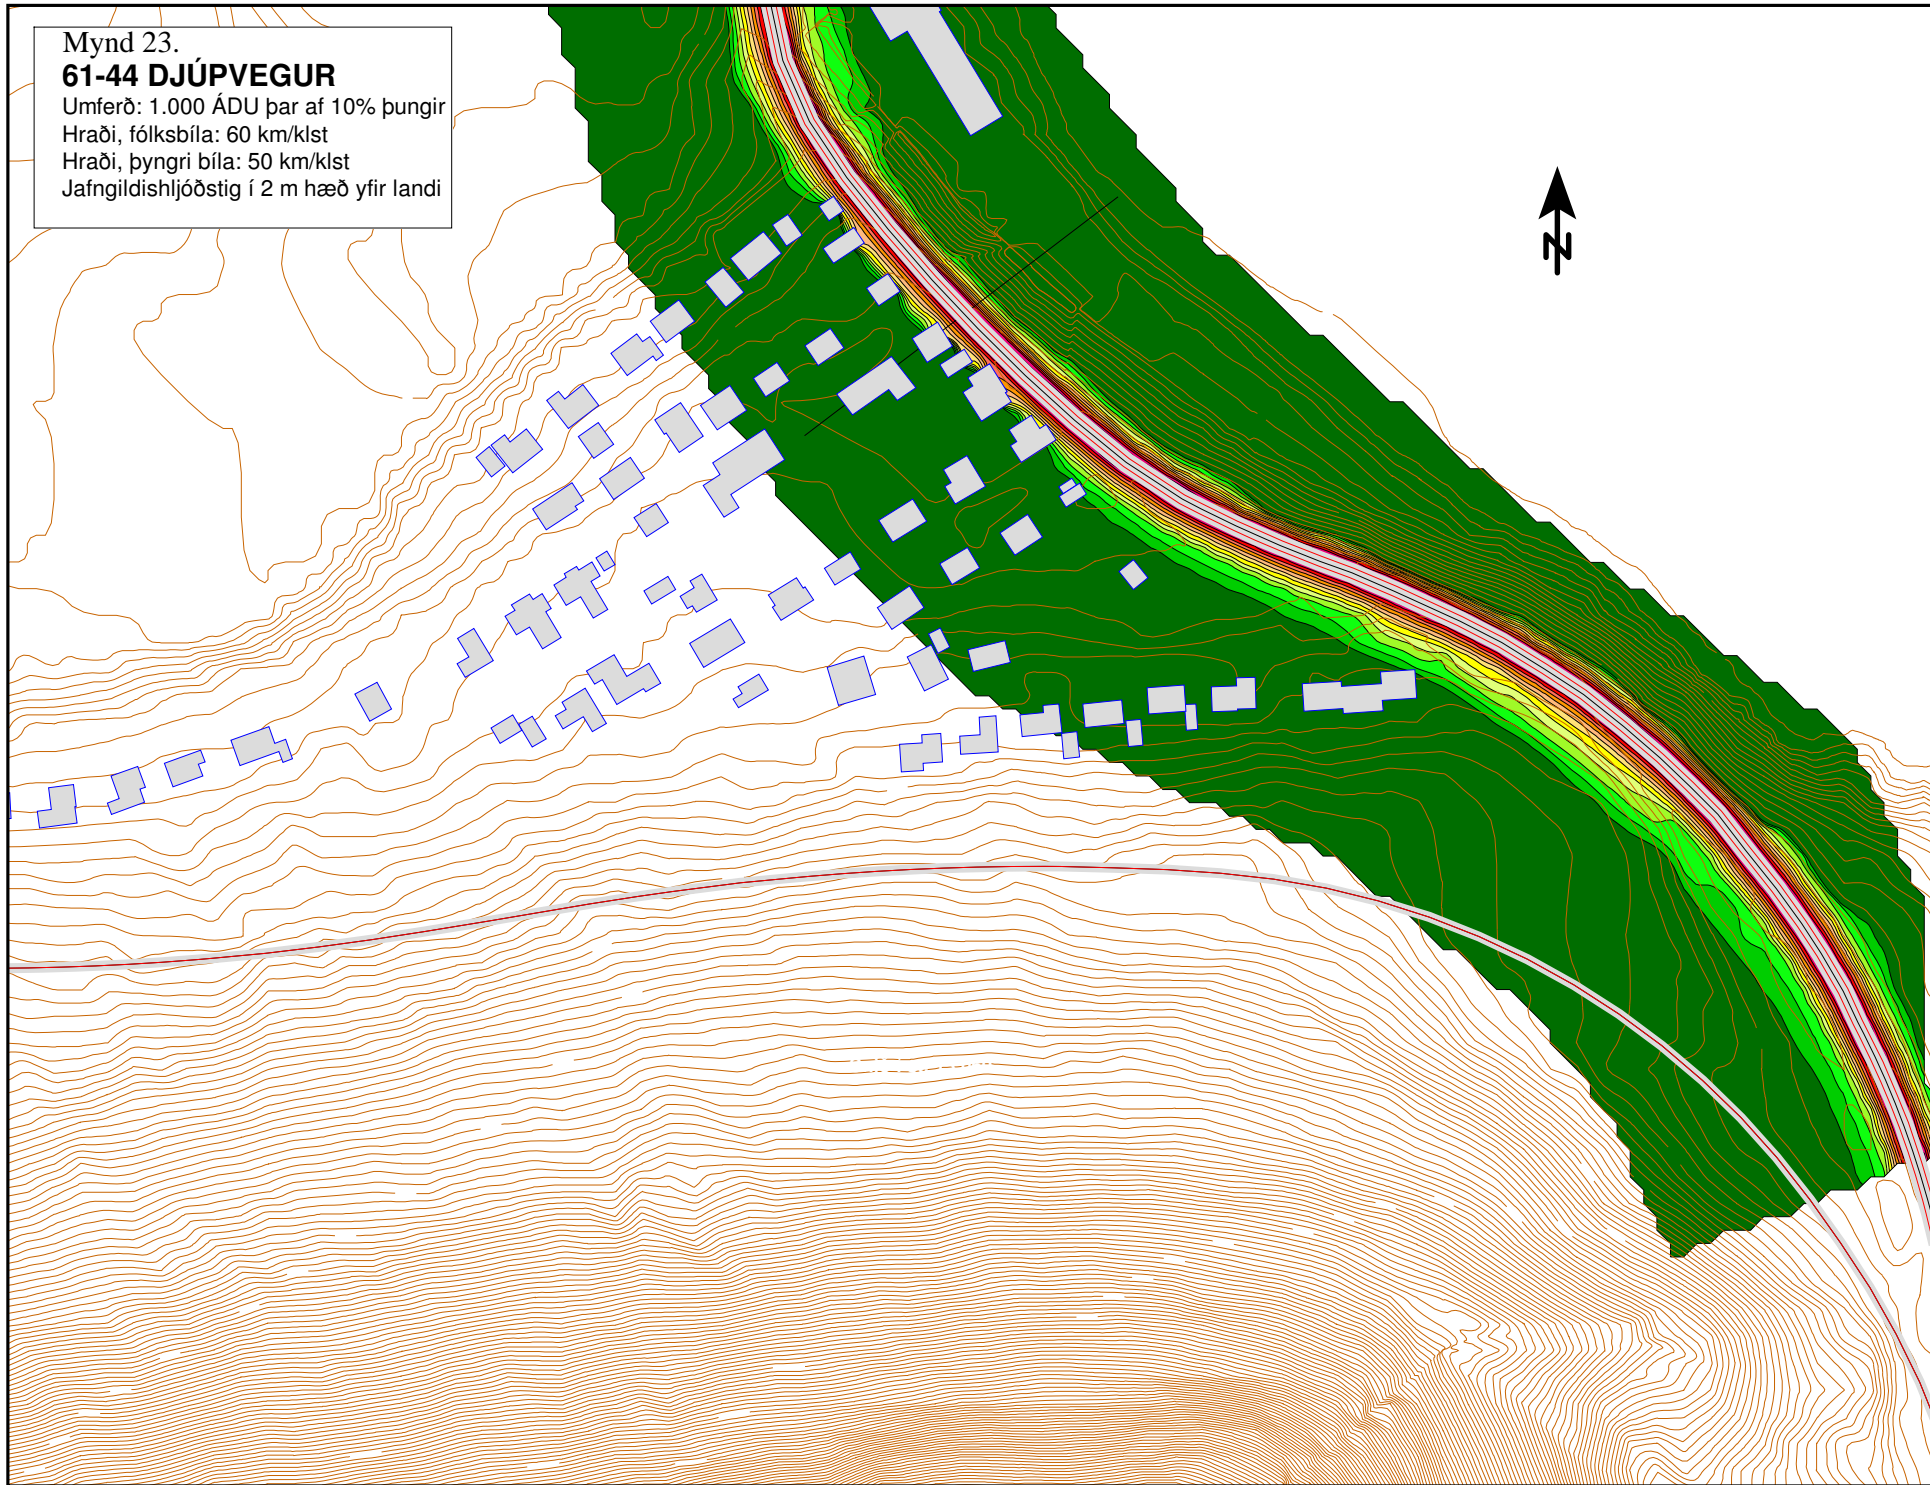 Mynd 23.
61-44 DJÚPVEGUR
Umferð: 1.000 ÁDU þar af 10% þungir
Hraði, fólksbíla: 60 km/klst
Hraði, þyngri bíla: 50 km/klst
Jafngildishljóðstig í 2 m hæð yfir landi
N